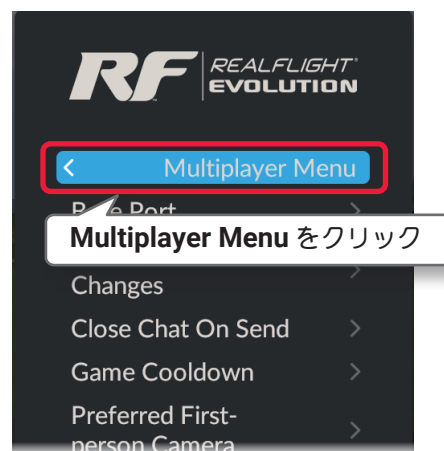 RF REALFLIGHT
EVOLUTION
Multiplayer Menu
Port
Multiplayer Menu をクリック
Changes
Close Chat On Send
Game Cooldown
Preferred First-
person Camera